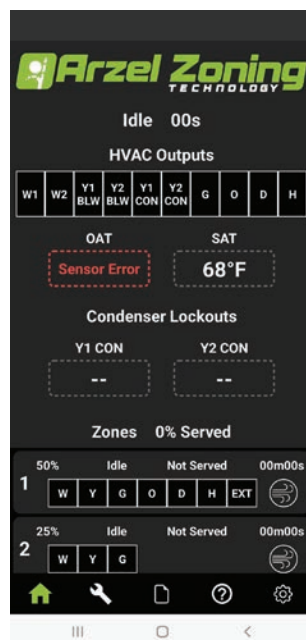 Arzel Zoning
TECHNOLOGY
Idle 00s
HVAC Outputs
W1 W2 Y1 BLW Y2 BLW Y1 CON Y2 CON G O D H
OAT SAT
Sensor Error 68°F
Condenser Lockouts
Y1 CON Y2 CON
-- --
Zones 0% Served
50% Idle Not Served 00m00s
1 W Y G O D H EXT
25% Idle Not Served 00m00s
2 W Y G